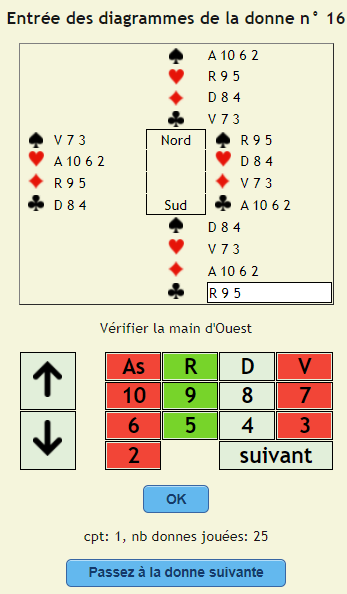 Entrée des diagrammes de la donne n° 16
A 10 6 2
R 9 5
D 8 4
V 7 3
V 7 3
Nord
R 9 5
A 10 6 2
D 8 4
R 9 5
V 7 3
D 8 4
Sud
A 10 6 2
D 8 4
V 7 3
A 10 6 2
R 9 5
Vérifier la main d'Ouest
As R D V
10 9 8 7
6 5 4 3
2 suivant
OK
cpt: 1, nb donnes jouées: 25
Passez à la donne suivante